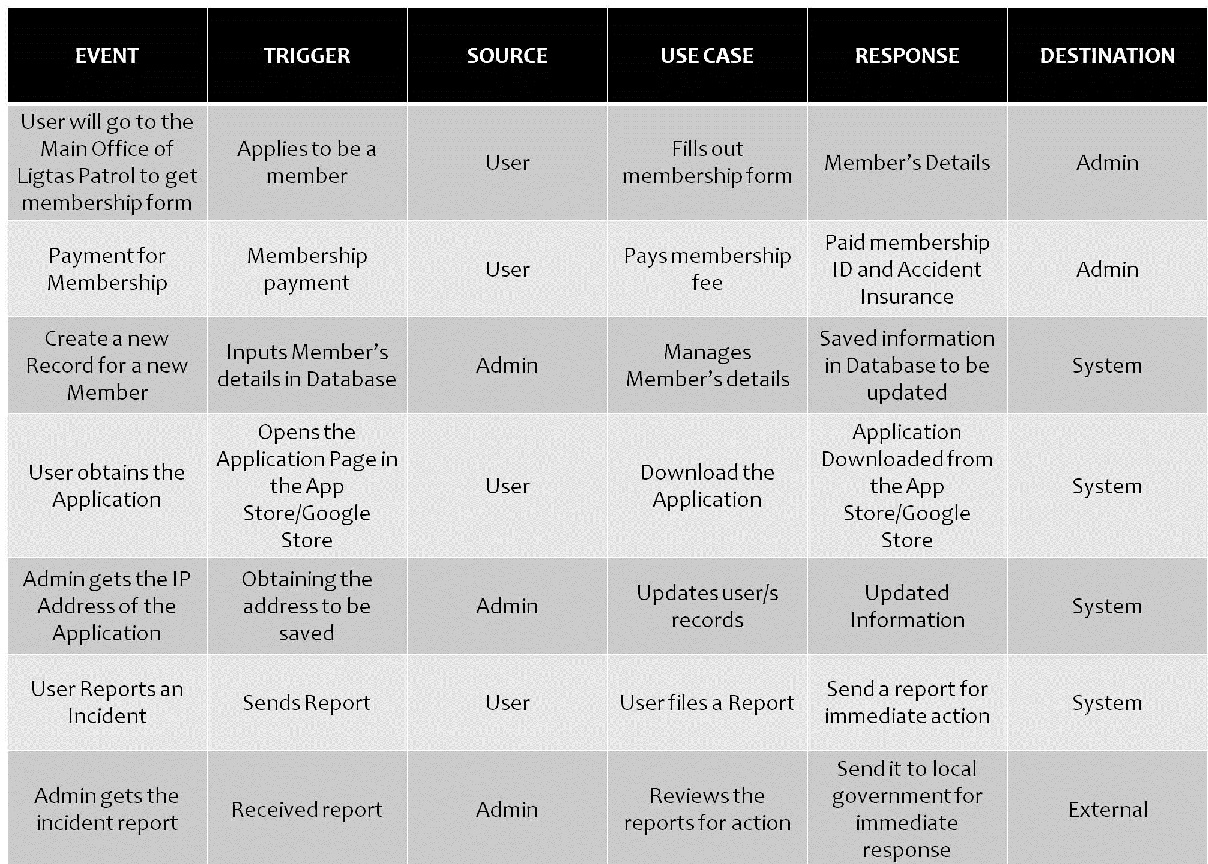 EVENT
TRIGGER
SOURCE
USE CASE
RESPONSE
DESTINATION
User will go to the
Main Office of
Ligtas Patrol to get
membership form
Applies to be a
member
User
Fills out
membership form
Member's Details
Admin
Payment for
Membership
Membership
payment
User
Pays membership
fee
Paid membership
ID and Accident
Insurance
Admin
Create a new
Record for a new
Member
Inputs Member's
details in Database
Admin
Manages
Member's details
Saved information
in Database to be
updated
System
User obtains the
Application
Opens the
Application Page in
the App
Store/Google
Store
User
Download the
Application
Application
Downloaded from
the App
Store/Google
Store
System
Admin gets the IP
Address of the
Application
Obtaining the
address to be
saved
Admin
Updates user/s
records
Updated
Information
System
User Reports an
Incident
Sends Report
User
User files a Report
Send a report for
immediate action
System
Admin gets the
incident report
Received report
Admin
Reviews the
reports for action
Send it to local
government for
immediate
response
External